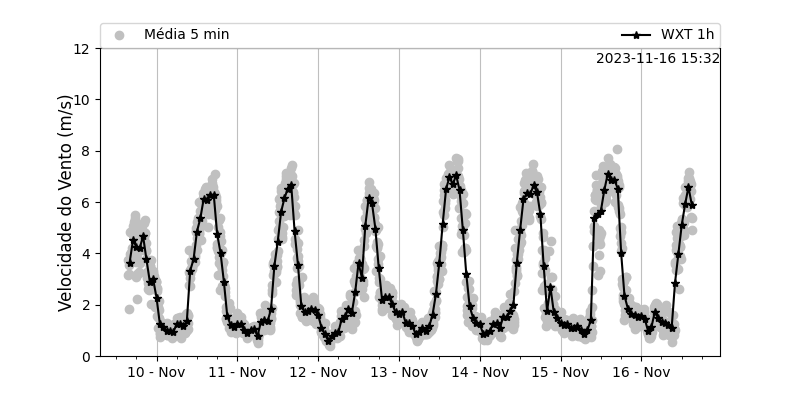 Média 5 min
WXT 1h
2023-11-16 15:32
Velocidade do Vento (m/s)
12
10
8
6
4
2
0
10 - Nov
11 - Nov
12 - Nov
13 - Nov
14 - Nov
15 - Nov
16 - Nov